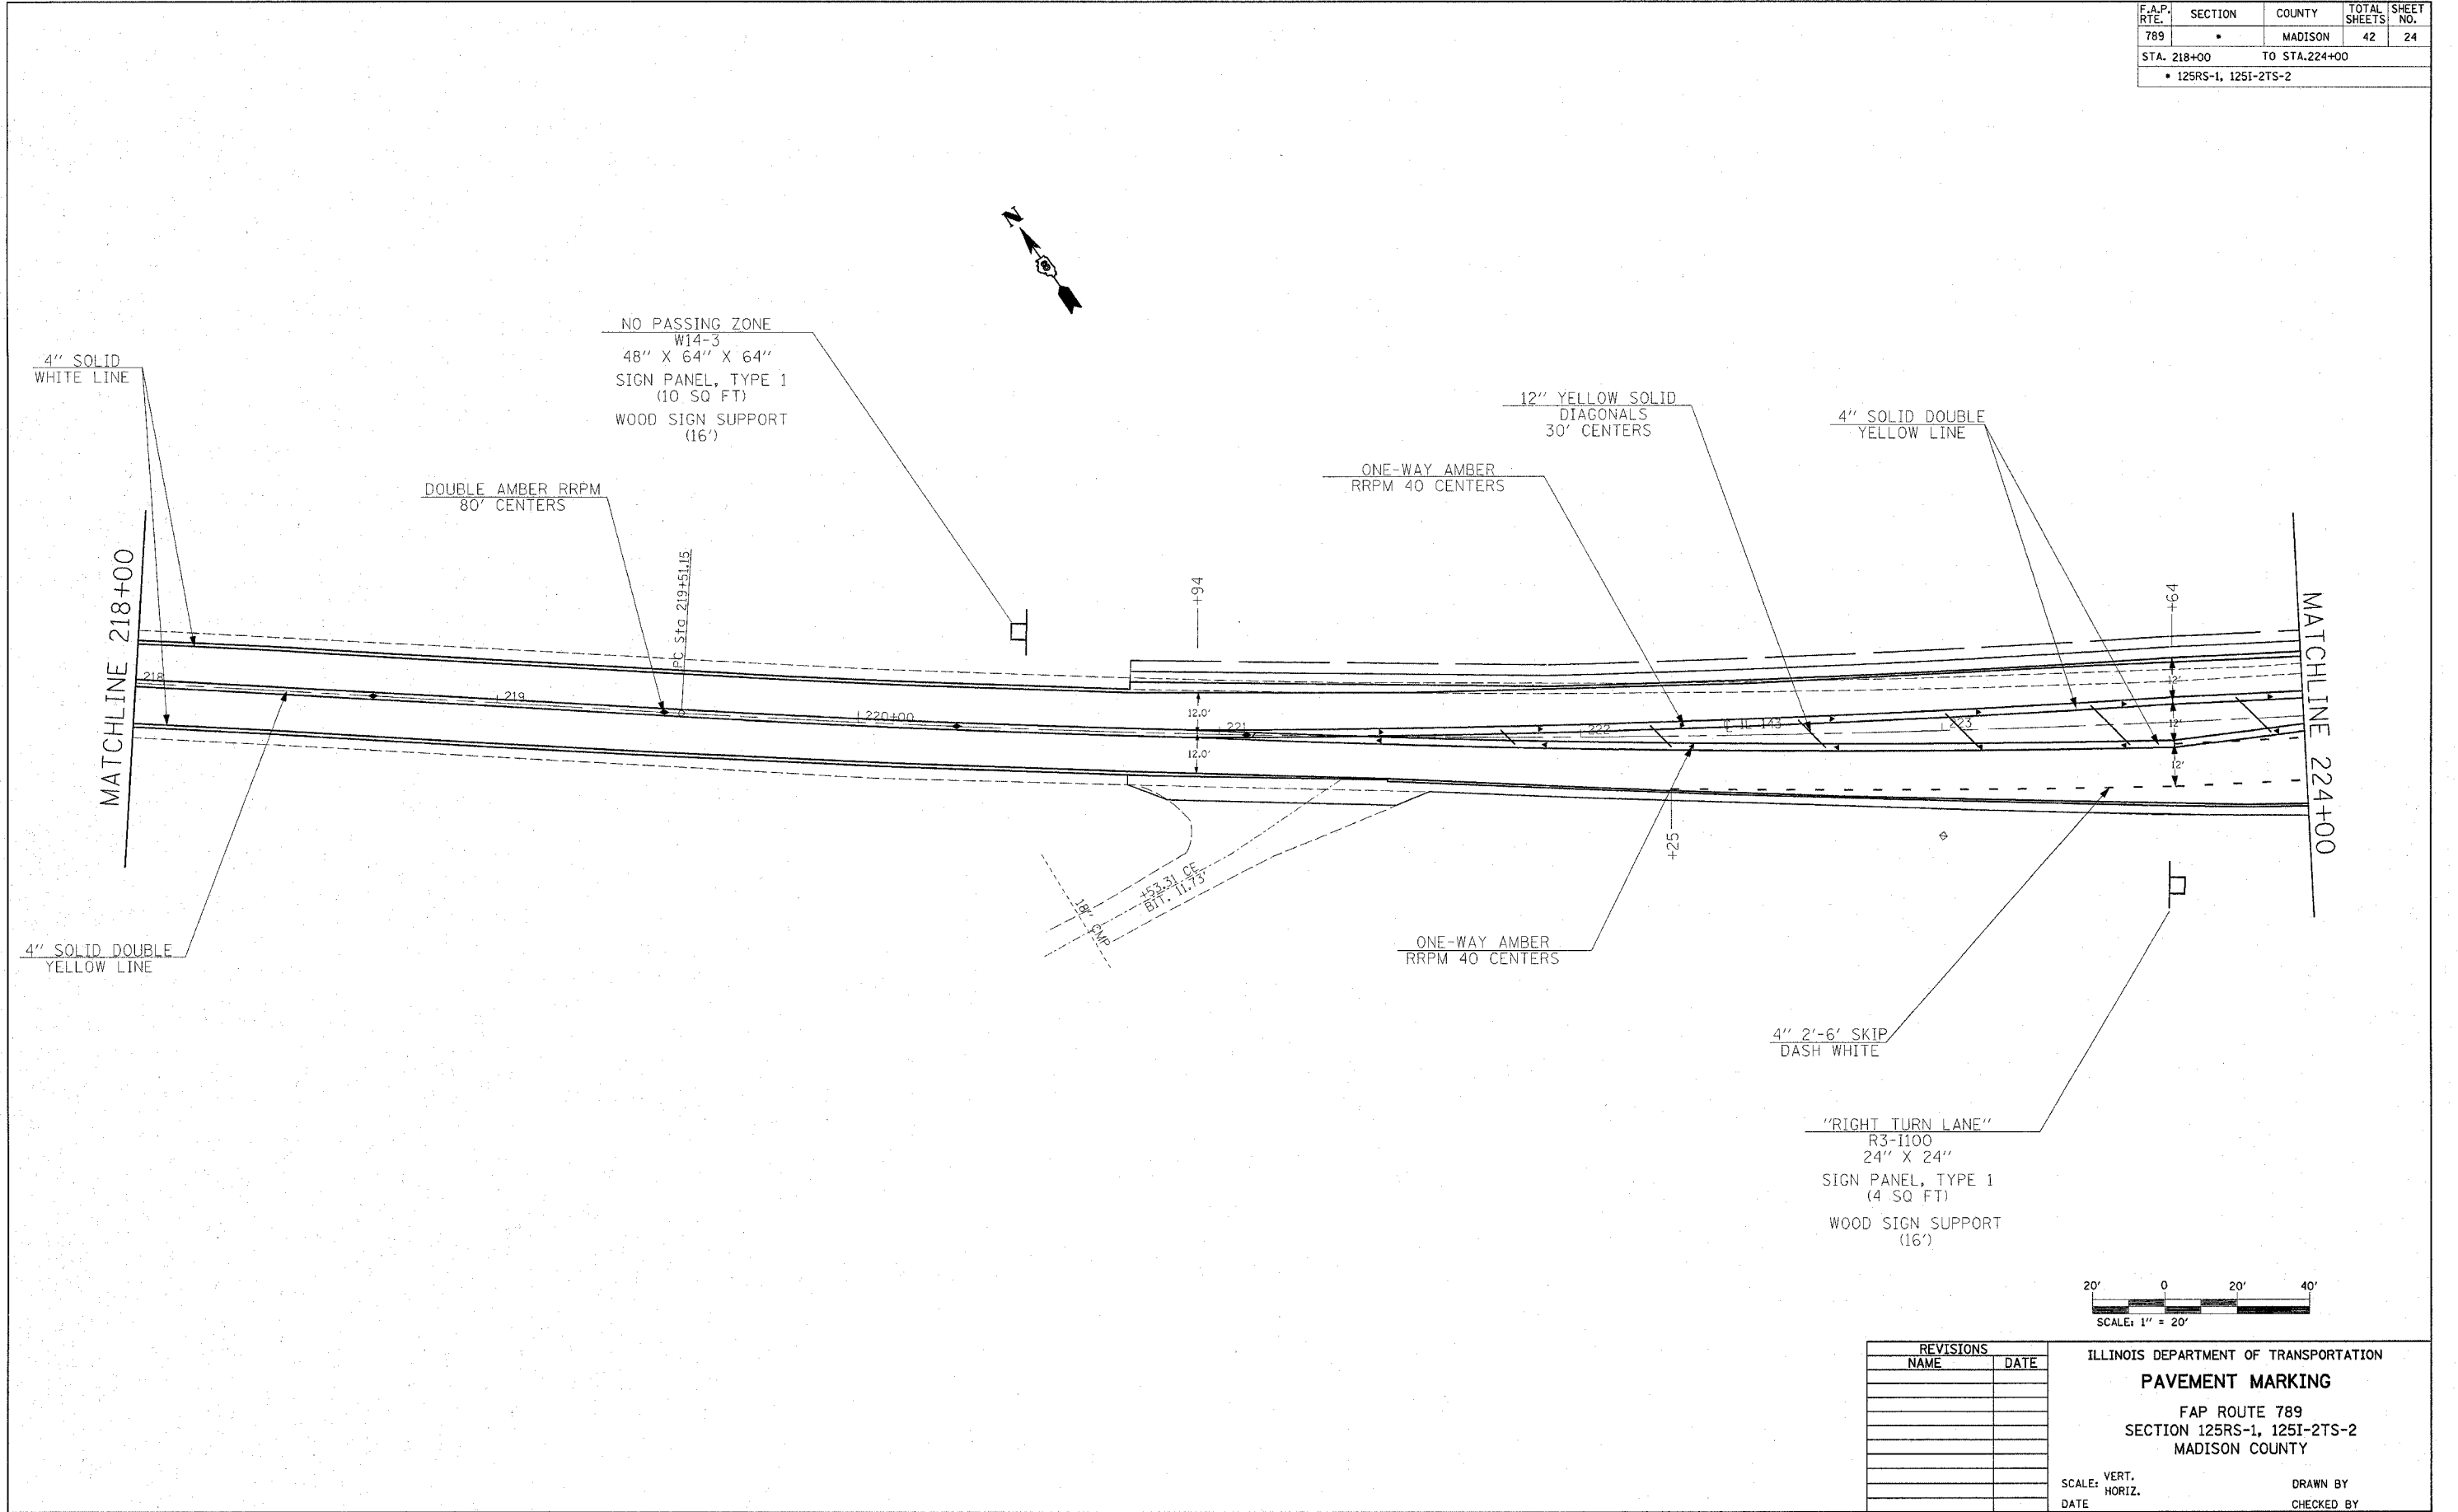 F.A.P. RTE. SECTION COUNTY TOTAL SHEETS SHEET NO.
789 • MADISON 42 24
STA. 218+00 TO STA.224+00
• 125RS-1, 125I-2TS-2
N
NO PASSING ZONE
W14-3
48" X 64" X 64"
SIGN PANEL, TYPE 1
(10 SQ FT)
WOOD SIGN SUPPORT
(16')
4" SOLID
WHITE LINE
12" YELLOW SOLID
DIAGONALS
30' CENTERS
4" SOLID DOUBLE
YELLOW LINE
ONE-WAY AMBER
RRPM 40 CENTERS
DOUBLE AMBER RRPM
80' CENTERS
MATCHLINE 218+00
PC Sta 219+51.15
+94
+64
MATCHLINE 224+00
218
219
220+00
221
222
℄ IL 143
223
12.0'
12.0'
12'
12'
12'
+25
+53.31 CE
BIT. 11.73'
18" CMP
4" SOLID DOUBLE
YELLOW LINE
ONE-WAY AMBER
RRPM 40 CENTERS
4" 2'-6' SKIP
DASH WHITE
"RIGHT TURN LANE"
R3-I100
24" X 24"
SIGN PANEL, TYPE 1
(4 SQ FT)
WOOD SIGN SUPPORT
(16')
20' 0 20' 40'
SCALE: 1" = 20'
REVISIONS
NAME DATE
ILLINOIS DEPARTMENT OF TRANSPORTATION
PAVEMENT MARKING
FAP ROUTE 789
SECTION 125RS-1, 125I-2TS-2
MADISON COUNTY
SCALE: VERT.
HORIZ.
DRAWN BY
DATE
CHECKED BY